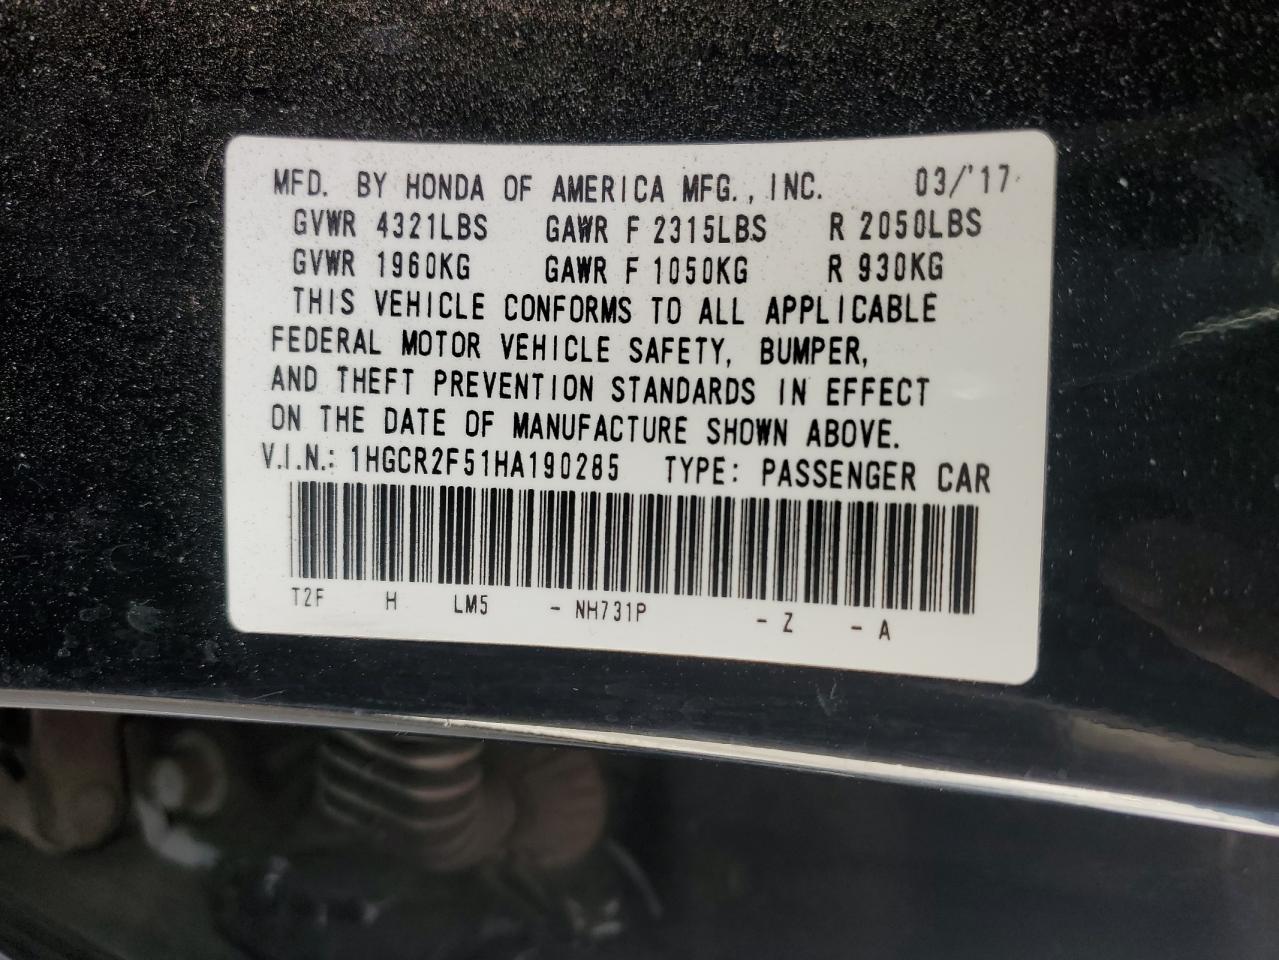 MFD. BY HONDA OF AMERICA MFG., INC. 03/'17
GVWR 4321LBS GAWR F 2315LBS R 2050LBS
GVWR 1960KG GAWR F 1050KG R 930KG
THIS VEHICLE CONFORMS TO ALL APPLICABLE
FEDERAL MOTOR VEHICLE SAFETY, BUMPER,
AND THEFT PREVENTION STANDARDS IN EFFECT
ON THE DATE OF MANUFACTURE SHOWN ABOVE.
V.I.N.: 1HGCR2F51HA190285 TYPE: PASSENGER CAR
T2F H LM5 - NH731P - Z - A